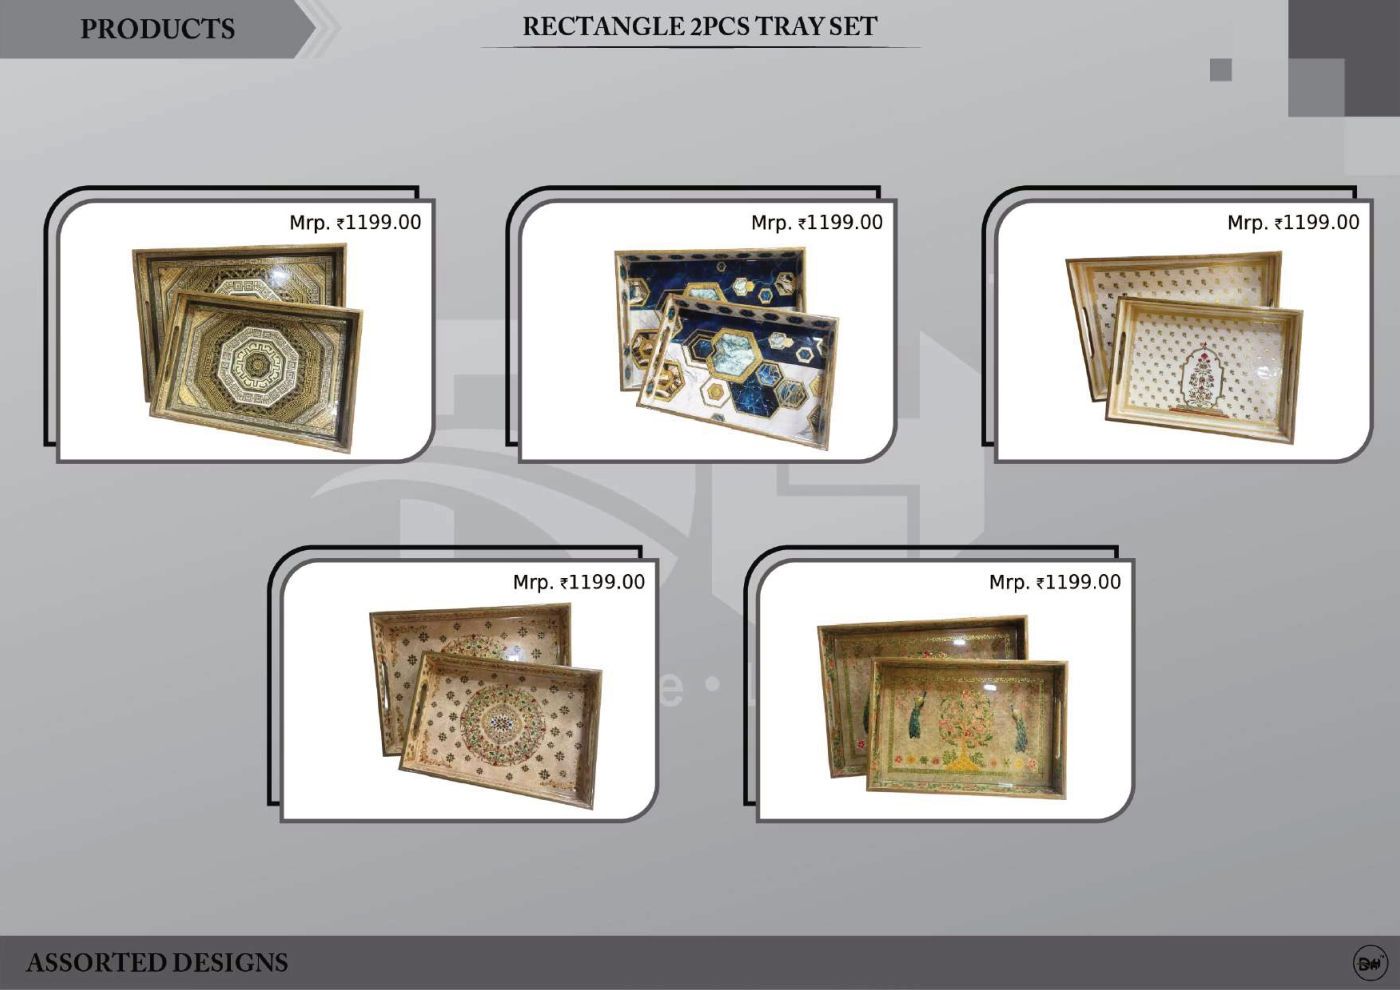 PRODUCTS
RECTANGLE 2PCS TRAY SET
Mrp. ₹1199.00
Mrp. ₹1199.00
Mrp. ₹1199.00
Mrp. ₹1199.00
Mrp. ₹1199.00
ASSORTED DESIGNS